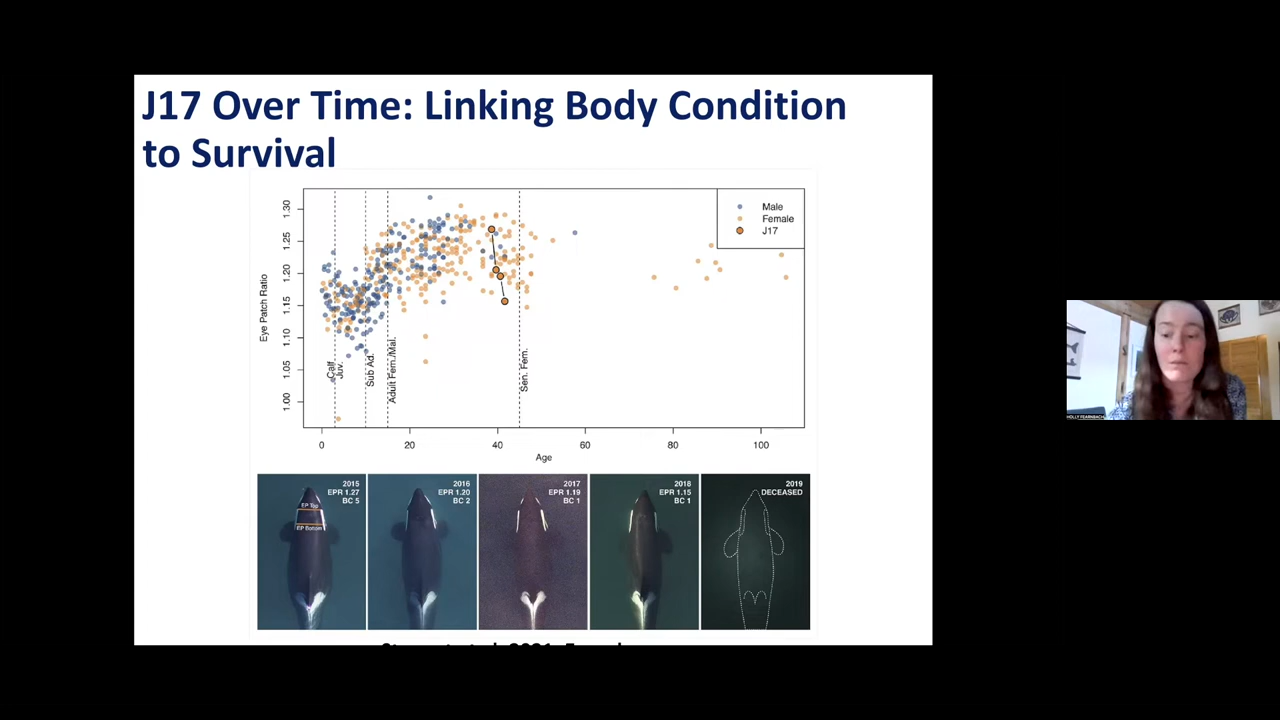 J17 Over Time: Linking Body Condition
to Survival
Male
Female
J17
Eye Patch Ratio
1.30
1.25
1.20
1.15
1.10
1.05
1.00
Calf
Juv.
Sub Ad.
Adult Fem./Mal.
Sen. Fem.
0
20
40
60
80
100
Age
2015
EPR 1.27
BC 5
EP Top
EP Bottom
2016
EPR 1.20
BC 2
2017
EPR 1.19
BC 1
2018
EPR 1.15
BC 1
2019
DECEASED
HOLLY FEARNBACH